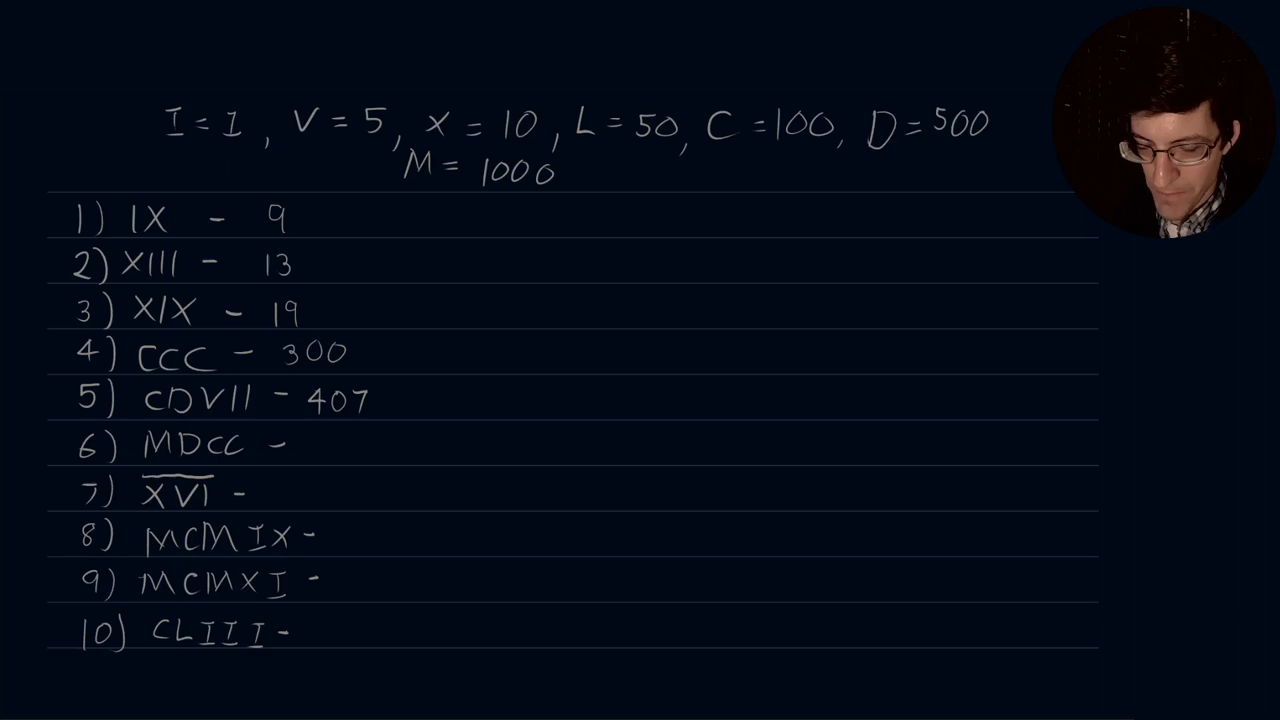 I = I, V = 5, X = 10, L = 50, C = 100, D = 500
M = 1000
1) IX - 9
2) XIII - 13
3) XIX - 19
4) CCC - 300
5) CDVII - 407
6) MDCC -
7) X̅V̅I̅ -
8) MCMIX -
9) MCMXI -
10) CLIII -